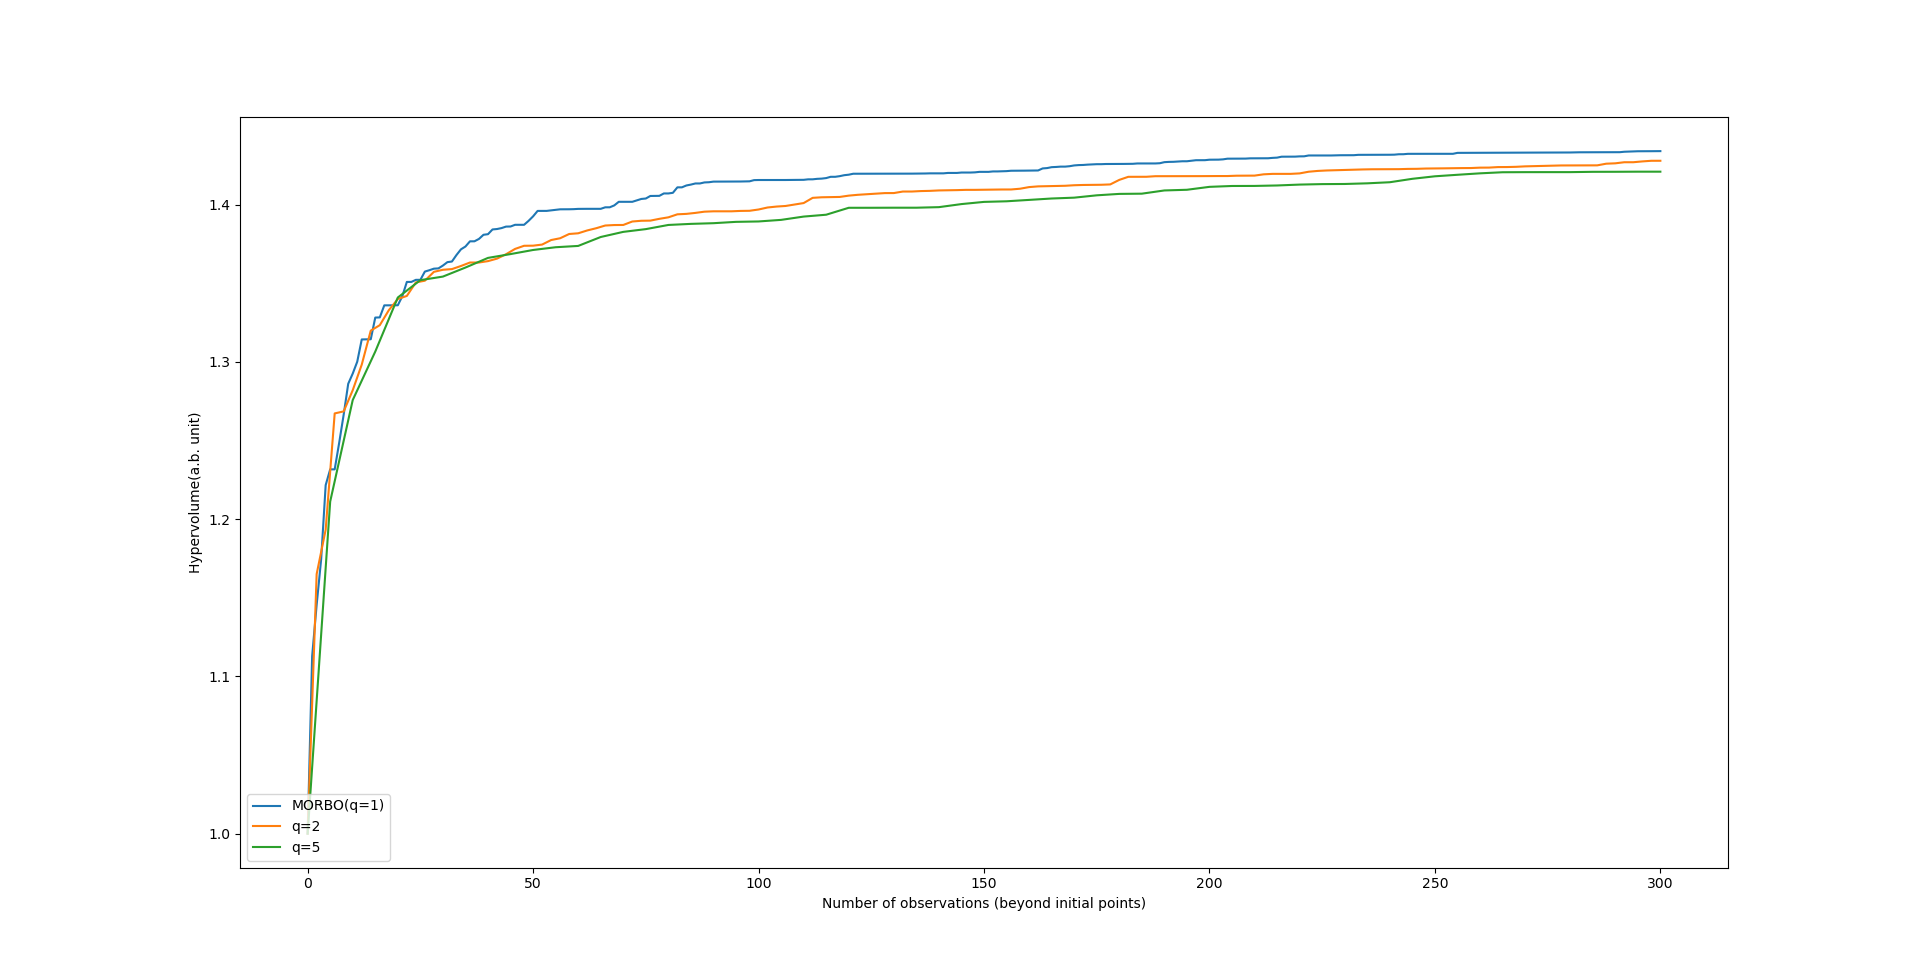 Hypervolume(a.b. unit)
1.4
1.3
1.2
1.1
1.0
MORBO(q=1)
q=2
q=5
0 50 100 150 200 250 300
Number of observations (beyond initial points)